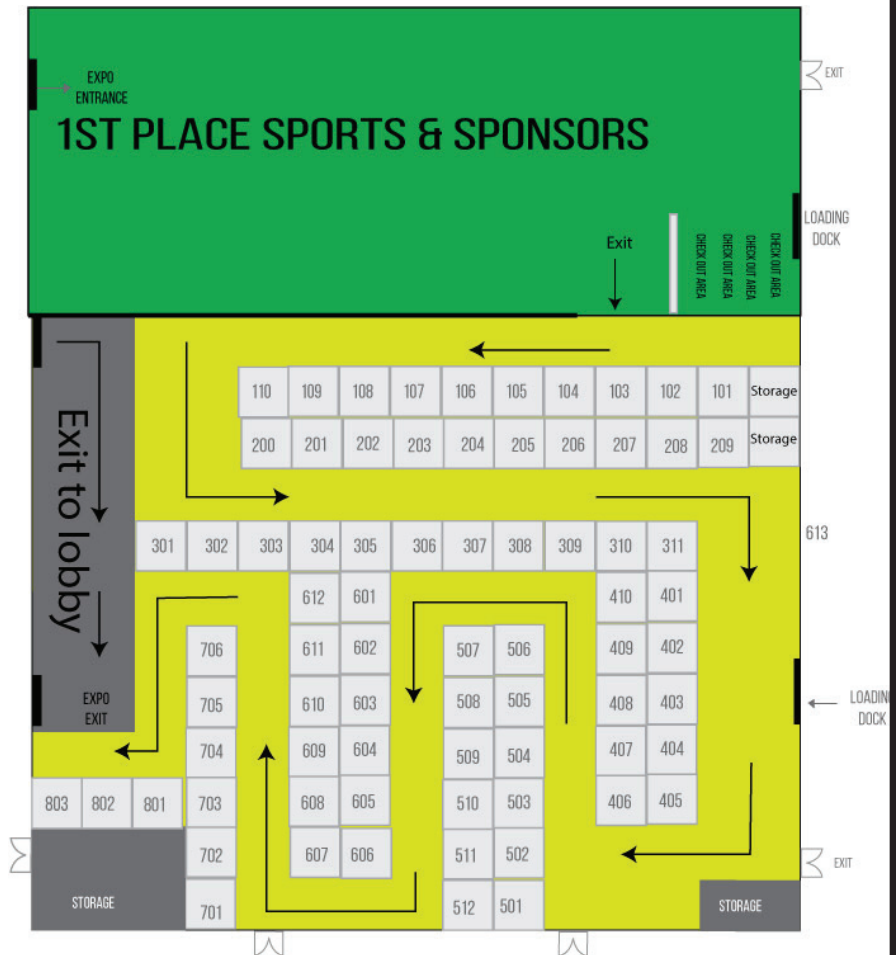 EXPO
ENTRANCE
EXIT
1ST PLACE SPORTS & SPONSORS
LOADING
DOCK
Exit
CHECK OUT AREA
CHECK OUT AREA
CHECK OUT AREA
CHECK OUT AREA
110 109 108 107 106 105 104 103 102 101 Storage
200 201 202 203 204 205 206 207 208 209 Storage
Exit to lobby
301 302 303 304 305 306 307 308 309 310 311
613
612 601 410 401
706 611 602 507 506 409 402
705 610 603 508 505 408 403
EXPO
EXIT
LOADING
DOCK
704 609 604 509 504 407 404
803 802 801 703 608 605 510 503 406 405
702 607 606 511 502
EXIT
STORAGE
701 512 501
STORAGE